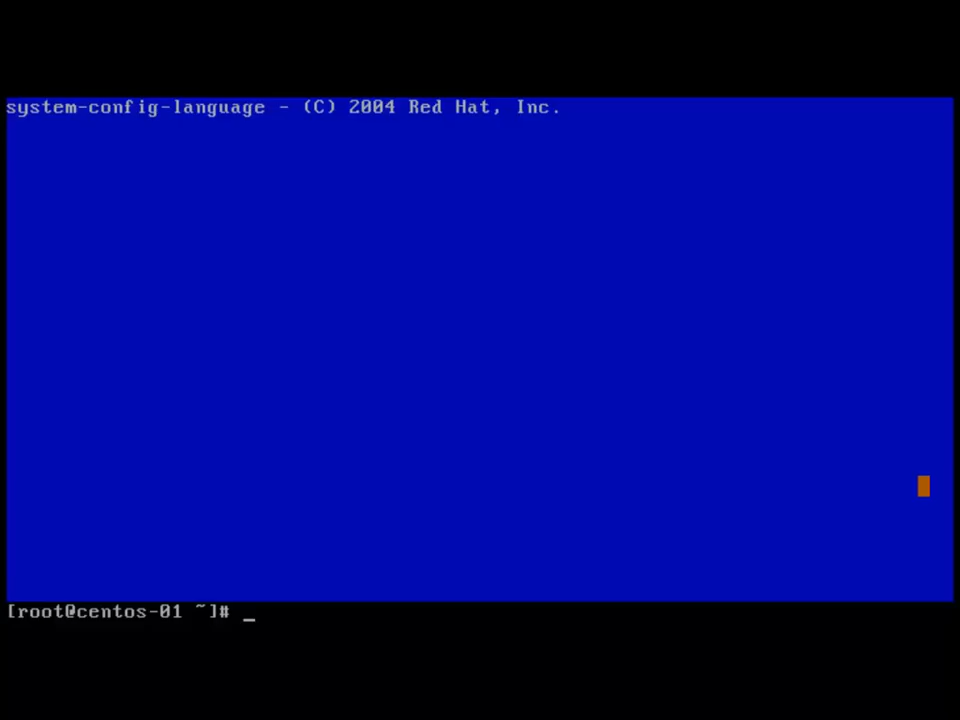 system-config-language - (C) 2004 Red Hat, Inc.
[root@centos-01 ~]# _